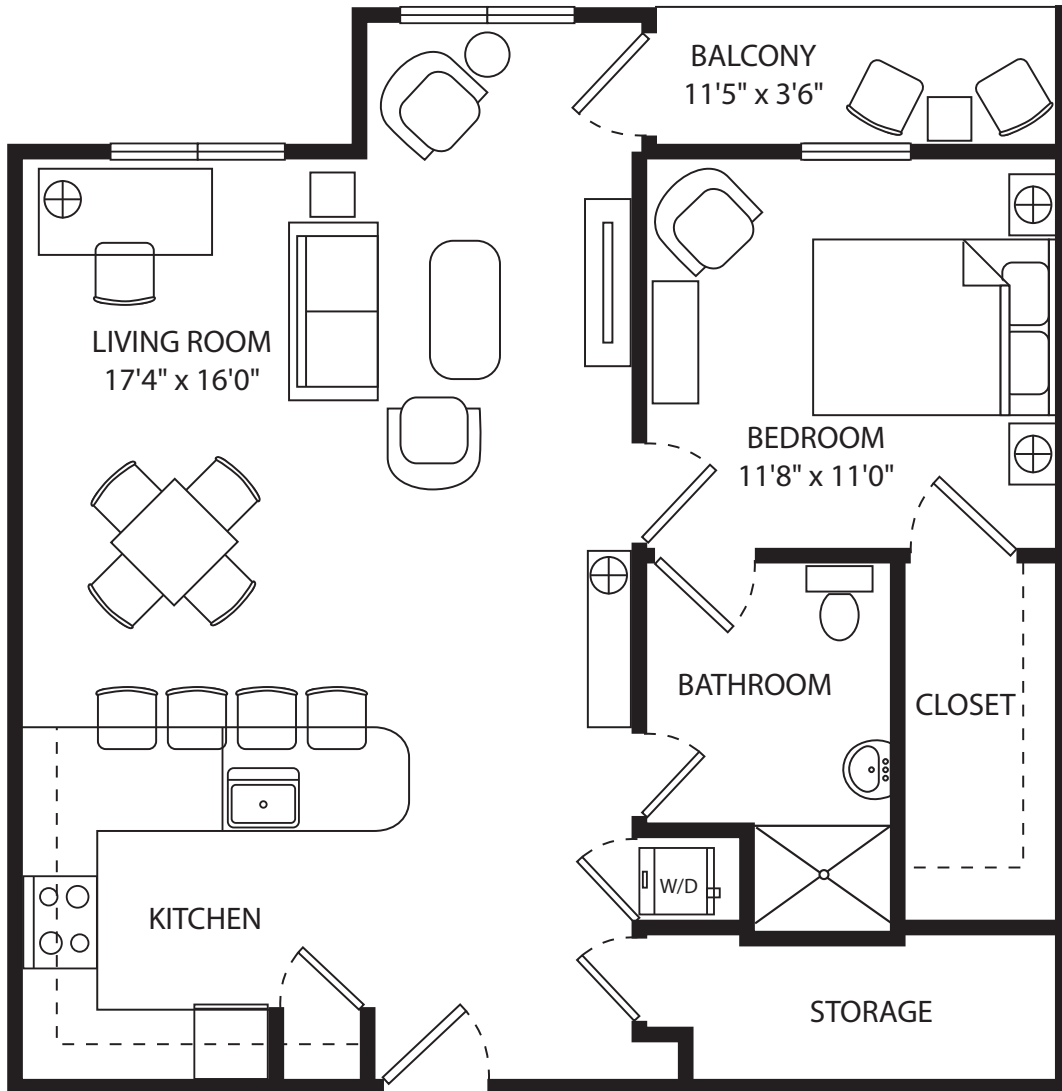 BALCONY
11'5" x 3'6"
LIVING ROOM
17'4" x 16'0"
BEDROOM
11'8" x 11'0"
BATHROOM
CLOSET
W/D
KITCHEN
STORAGE